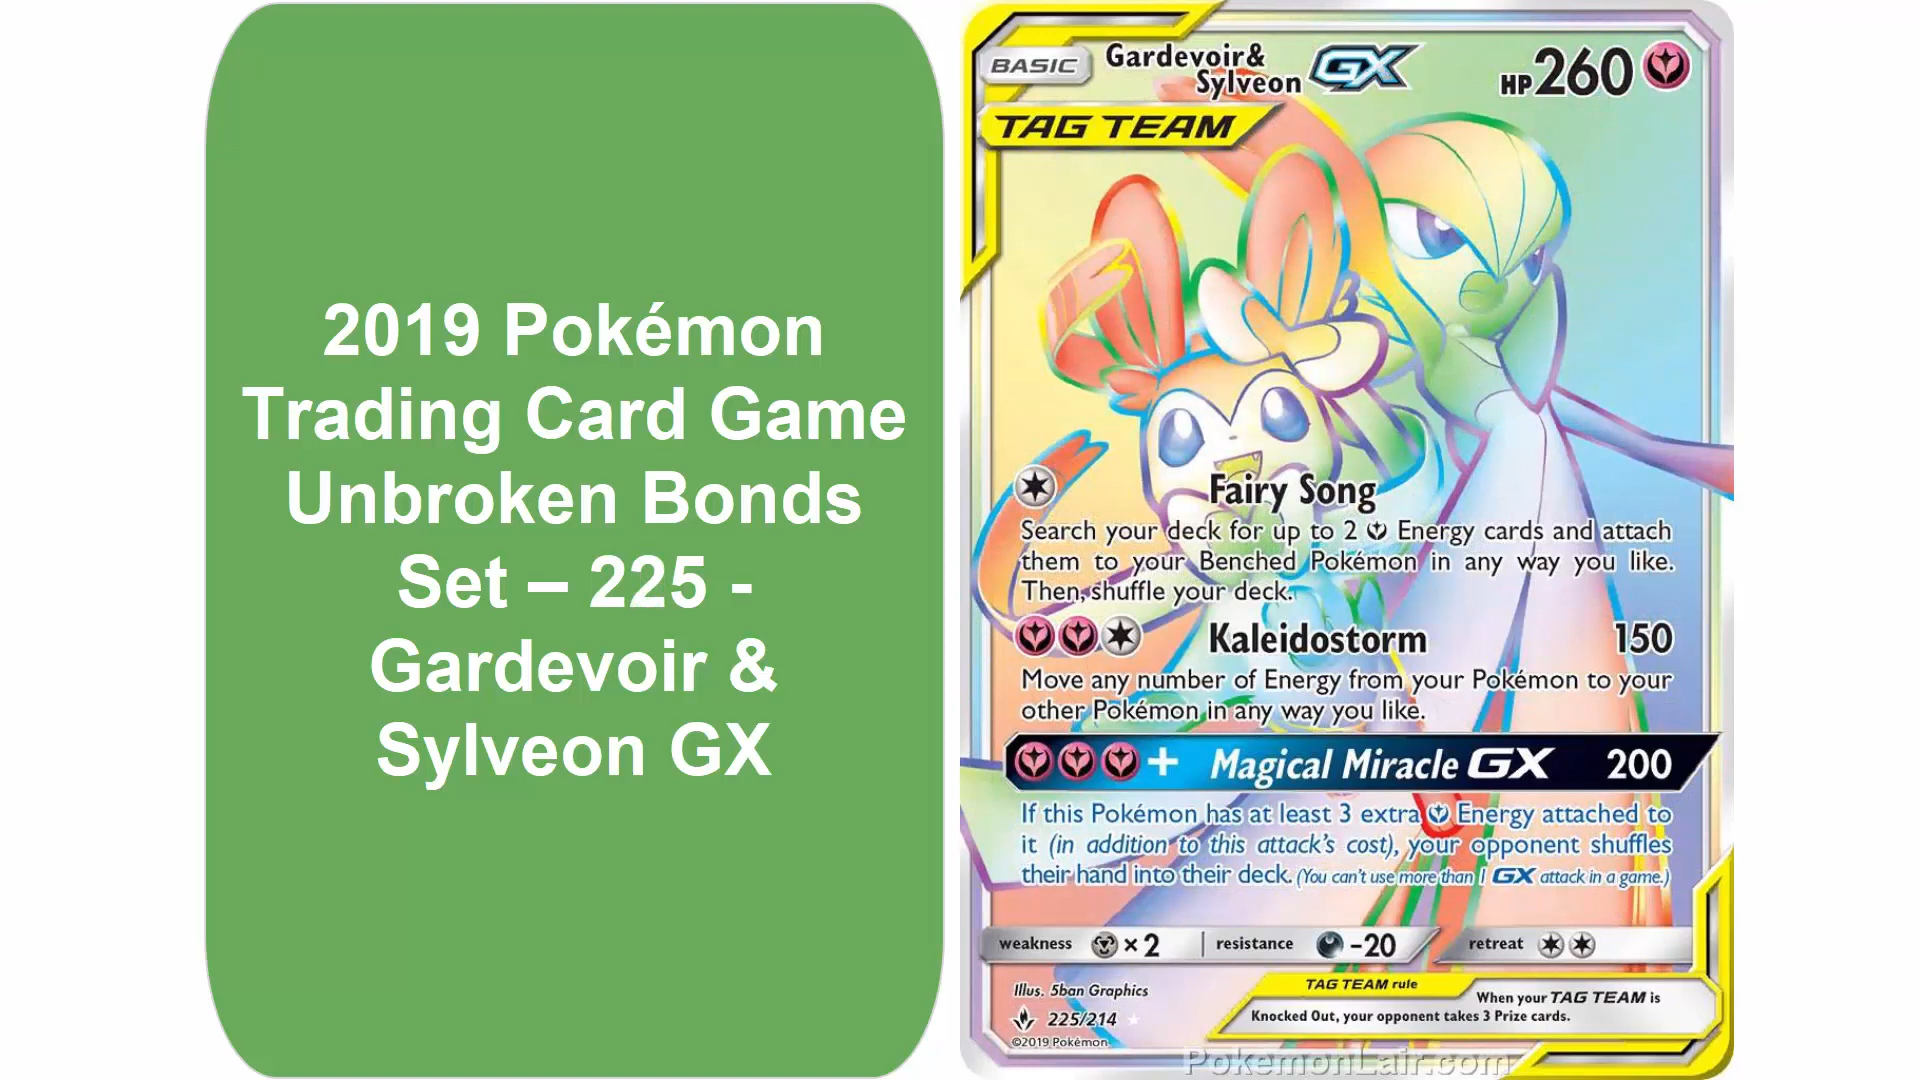 2019 Pokémon
Trading Card Game
Unbroken Bonds
Set – 225 -
Gardevoir &
Sylveon GX
BASIC
Gardevoir&
Sylveon GX
HP260
TAG TEAM
Fairy Song
Search your deck for up to 2 Energy cards and attach
them to your Benched Pokémon in any way you like.
Then, shuffle your deck.
Kaleidostorm 150
Move any number of Energy from your Pokémon to your
other Pokémon in any way you like.
+ Magical Miracle GX 200
If this Pokémon has at least 3 extra Energy attached to
it (in addition to this attack's cost), your opponent shuffles
their hand into their deck. (You can't use more than 1 GX attack in a game.)
weakness ×2 resistance -20 retreat
Illus. 5ban Graphics
225/214
©2019 Pokémon
TAG TEAM rule
When your TAG TEAM is
Knocked Out, your opponent takes 3 Prize cards.
PokemonLair.com